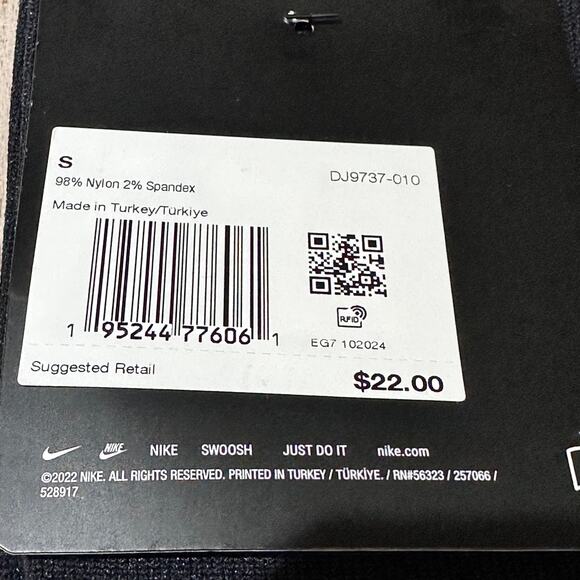 S
DJ9737-010
98% Nylon 2% Spandex
Made in Turkey/Türkiye
1 95244 77606 1
RFID
EG7 102024
Suggested Retail
$22.00
NIKE NIKE SWOOSH JUST DO IT nike.com
©2022 NIKE. ALL RIGHTS RESERVED. PRINTED IN TURKEY / TÜRKİYE. / RN#56323 / 257066 /
528917